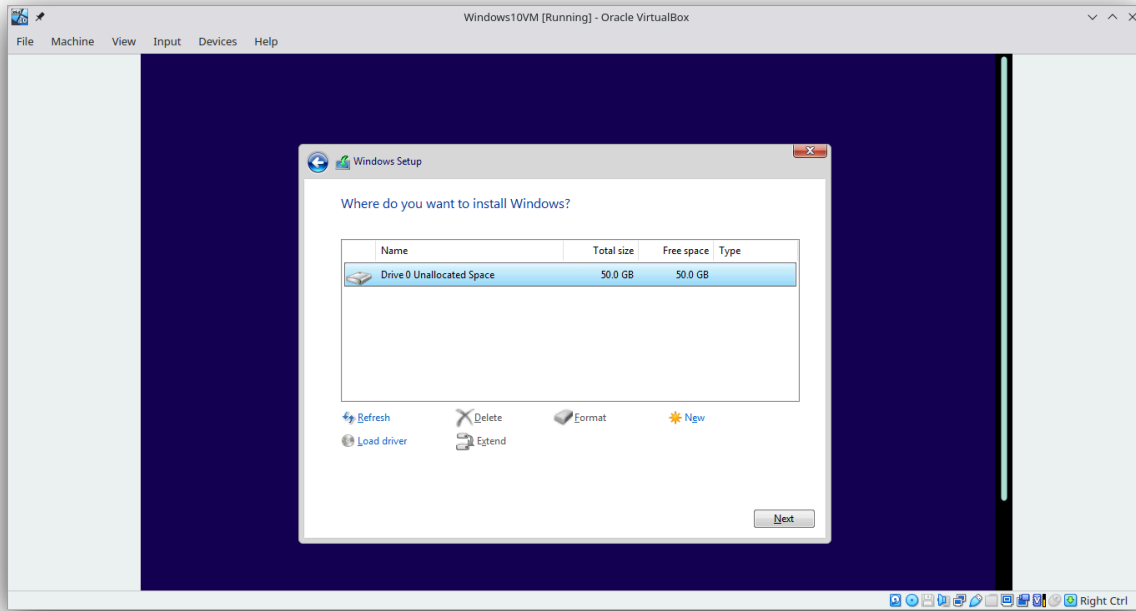 Windows10VM [Running] - Oracle VirtualBox
File Machine View Input Devices Help
Windows Setup
Where do you want to install Windows?
Name Total size Free space Type
Drive 0 Unallocated Space 50.0 GB 50.0 GB
Refresh Delete Format New
Load driver Extend
Next
Right Ctrl